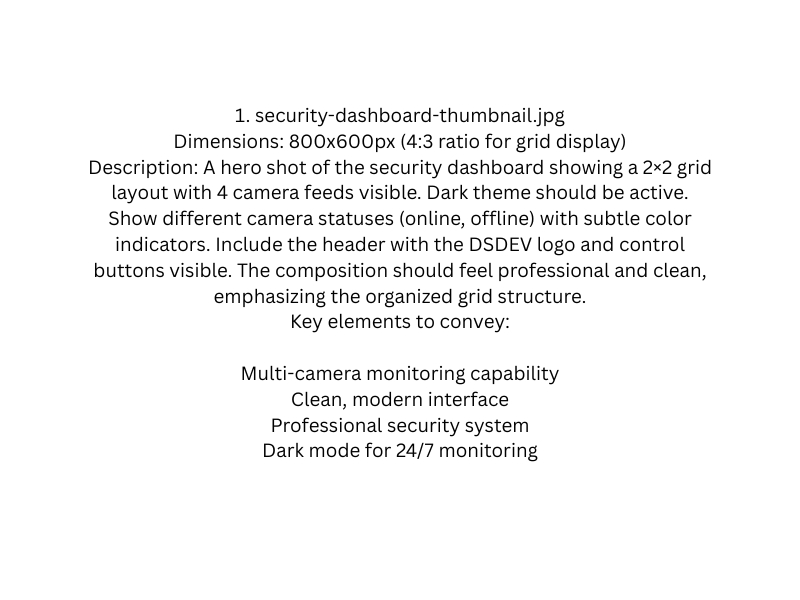 1. security-dashboard-thumbnail.jpg
Dimensions: 800x600px (4:3 ratio for grid display)
Description: A hero shot of the security dashboard showing a 2×2 grid
layout with 4 camera feeds visible. Dark theme should be active.
Show different camera statuses (online, offline) with subtle color
indicators. Include the header with the DSDEV logo and control
buttons visible. The composition should feel professional and clean,
emphasizing the organized grid structure.
Key elements to convey:
Multi-camera monitoring capability
Clean, modern interface
Professional security system
Dark mode for 24/7 monitoring